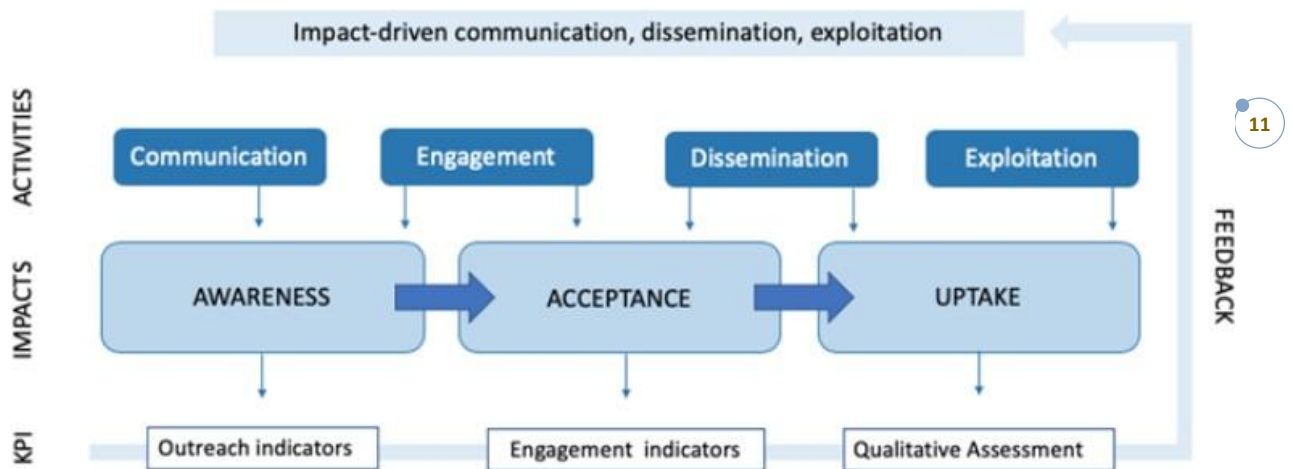 Impact-driven communication, dissemination, exploitation
11
ACTIVITIES
Communication
Engagement
Dissemination
Exploitation
IMPACTS
AWARENESS
ACCEPTANCE
UPTAKE
FEEDBACK
KPI
Outreach indicators
Engagement indicators
Qualitative Assessment